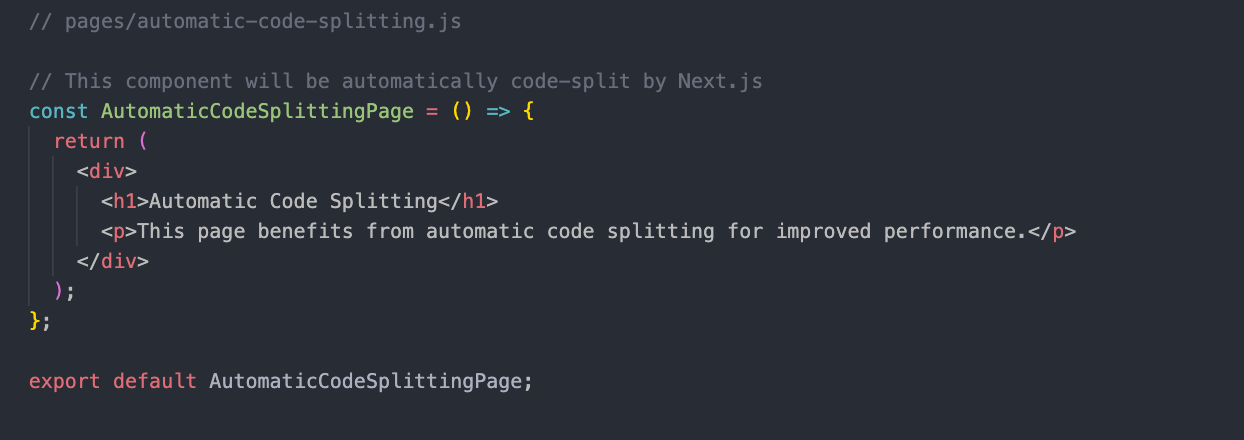 // pages/automatic-code-splitting.js
// This component will be automatically code-split by Next.js
const AutomaticCodeSplittingPage = () => {
return (
<div>
<h1>Automatic Code Splitting</h1>
<p>This page benefits from automatic code splitting for improved performance.</p>
</div>
);
};
export default AutomaticCodeSplittingPage;